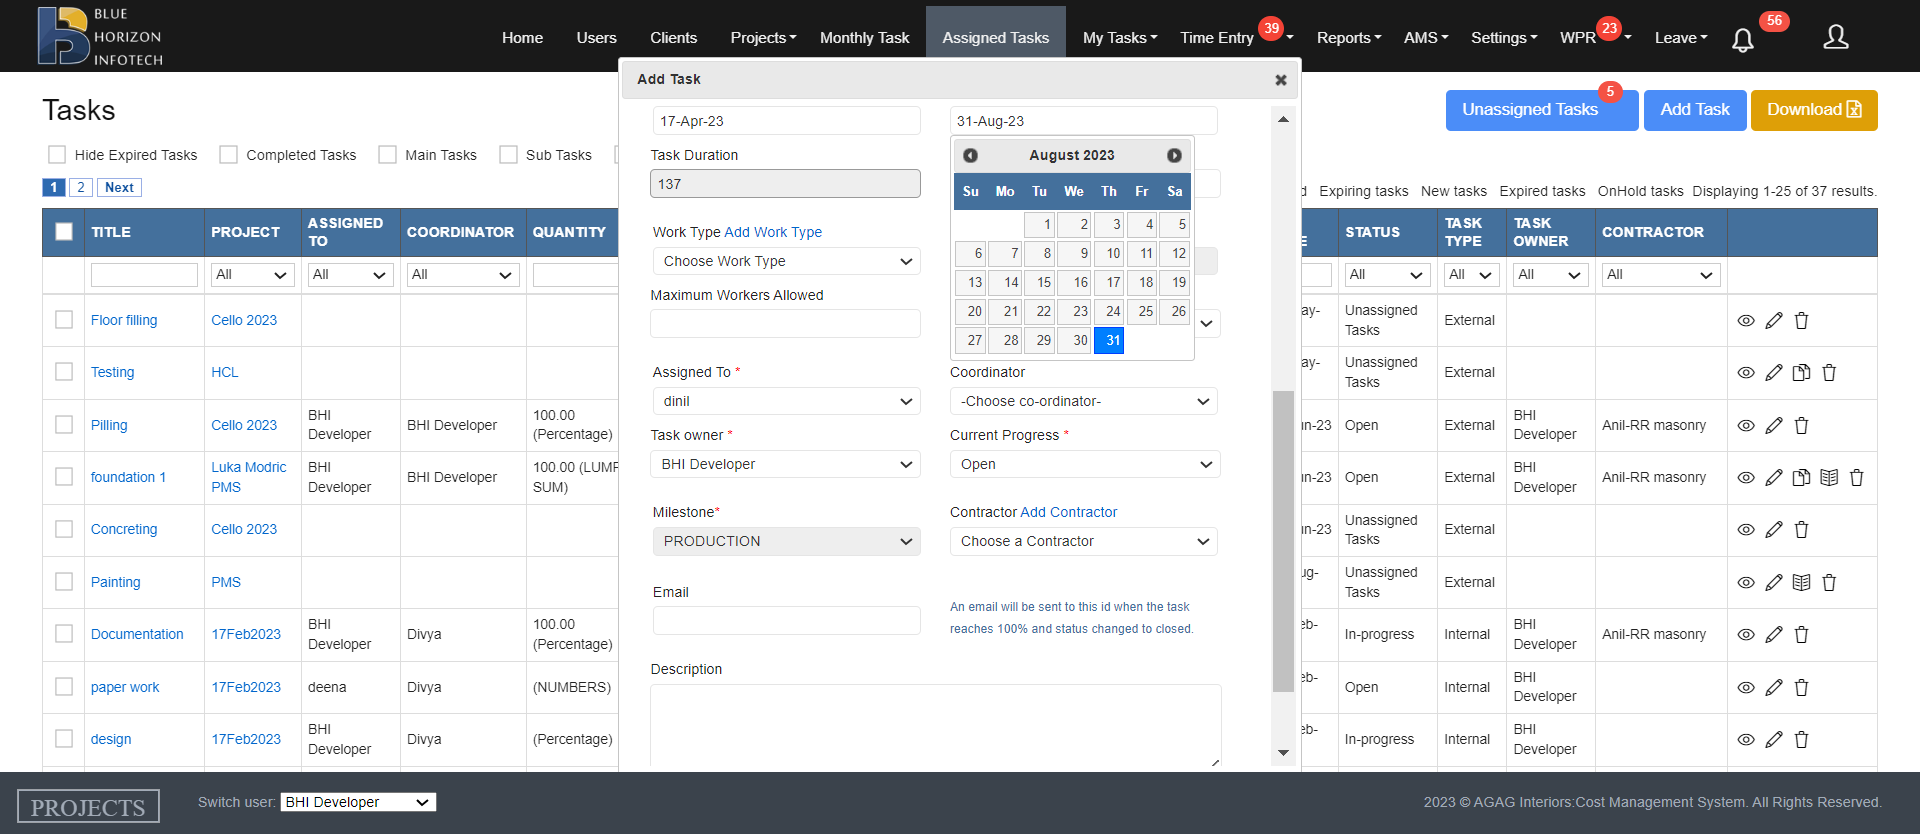 BLUE
HORIZON
INFOTECH
Home Users Clients Projects Monthly Task Assigned Tasks My Tasks Time Entry 39 Reports AMS Settings WPR 23 Leave 56
Add Task
Tasks
Unassigned Tasks 5 Add Task Download
17-Apr-23 31-Aug-23
Hide Expired Tasks Completed Tasks Main Tasks Sub Tasks
Task Duration
137
August 2023
Su Mo Tu We Th Fr Sa
1 2 3 4 5
6 7 8 9 10 11 12
13 14 15 16 17 18 19
20 21 22 23 24 25 26
27 28 29 30 31
1 2 Next
d Expiring tasks New tasks Expired tasks OnHold tasks Displaying 1-25 of 37 results.
Work Type Add Work Type
Choose Work Type
Maximum Workers Allowed
Assigned To * Coordinator
dinil -Choose co-ordinator-
Task owner * Current Progress *
BHI Developer Open
Milestone* Contractor Add Contractor
PRODUCTION Choose a Contractor
Email
An email will be sent to this id when the task
reaches 100% and status changed to closed.
Description
TITLE PROJECT ASSIGNED TO COORDINATOR QUANTITY E STATUS TASK TYPE TASK OWNER CONTRACTOR
All All All All All All All
Floor filling Cello 2023 ay- Unassigned Tasks External
Testing HCL ay- Unassigned Tasks External
Pilling Cello 2023 BHI Developer BHI Developer 100.00 (Percentage) un-23 Open External BHI Developer Anil-RR masonry
foundation 1 Luka Modric PMS BHI Developer BHI Developer 100.00 (LUMP SUM) un-23 Open External BHI Developer Anil-RR masonry
Concreting Cello 2023 un-23 Unassigned Tasks External
Painting PMS ug- Unassigned Tasks External
Documentation 17Feb2023 BHI Developer Divya 100.00 (Percentage) eb- In-progress Internal BHI Developer Anil-RR masonry
paper work 17Feb2023 deena Divya (NUMBERS) eb- Open Internal BHI Developer
design 17Feb2023 BHI Developer Divya (Percentage) eb- In-progress Internal BHI Developer
PROJECTS Switch user: BHI Developer 2023 © AGAG Interiors:Cost Management System. All Rights Reserved.